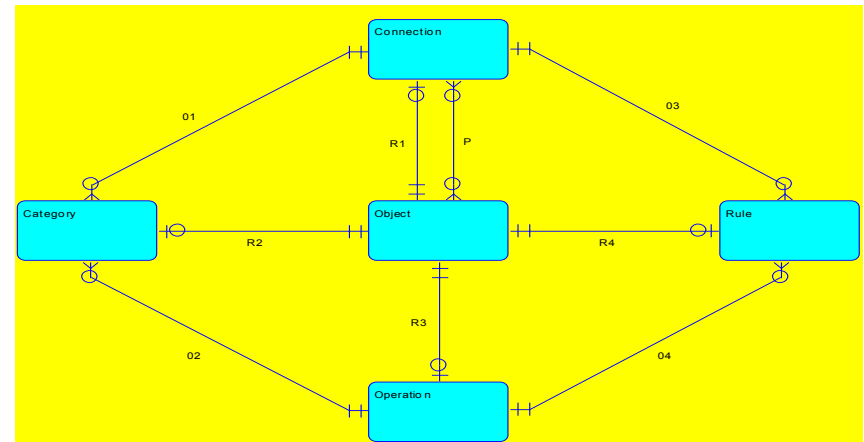 Connection
01
03
R1
P
Category
Object
Rule
R2
R4
R3
02
04
Operation